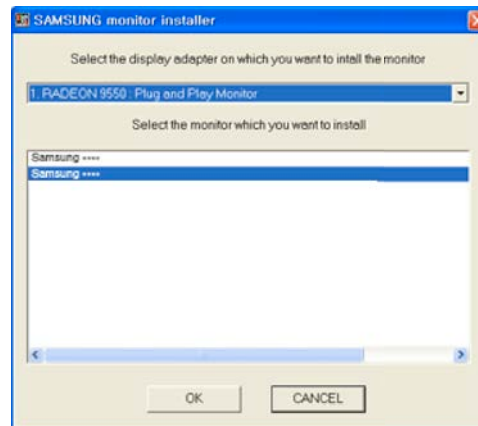 SAMSUNG monitor installer
Select the display adapter on which you want to intall the monitor
1. RADEON 9550 : Plug and Play Monitor
Select the monitor which you want to install
Samsung ****
Samsung ****
OK
CANCEL